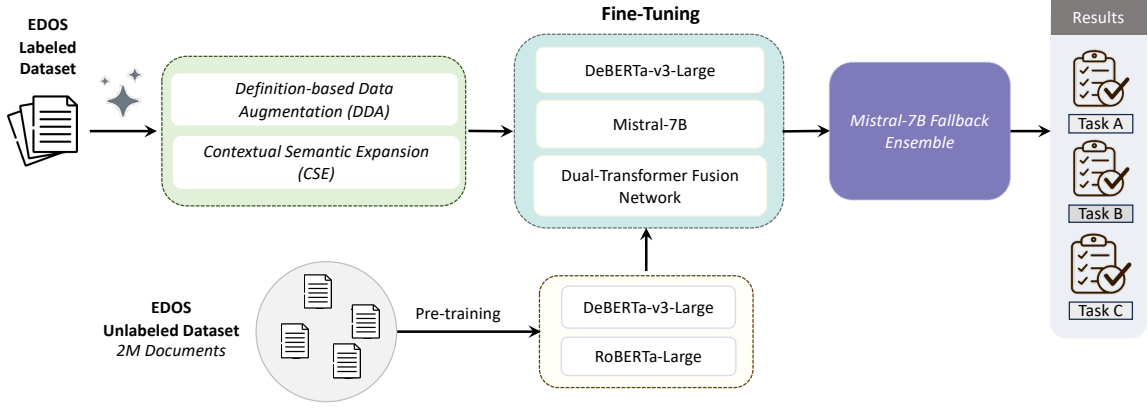 EDOS
Labeled
Dataset
Definition-based Data
Augmentation (DDA)
Contextual Semantic Expansion
(CSE)
Fine-Tuning
DeBERTa-v3-Large
Mistral-7B
Dual-Transformer Fusion
Network
Mistral-7B Fallback
Ensemble
Results
Task A
Task B
Task C
EDOS
Unlabeled Dataset
2M Documents
Pre-training
DeBERTa-v3-Large
RoBERTa-Large